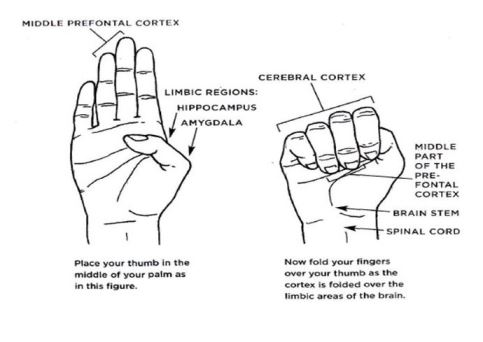 MIDDLE PREFONTAL CORTEX
LIMBIC REGIONS:
HIPPOCAMPUS
AMYGDALA
Place your thumb in the
middle of your palm as
in this figure.
CEREBRAL CORTEX
MIDDLE
PART
OF THE
PRE-
FONTAL
CORTEX
BRAIN STEM
SPINAL CORD
Now fold your fingers
over your thumb as the
cortex is folded over the
limbic areas of the brain.